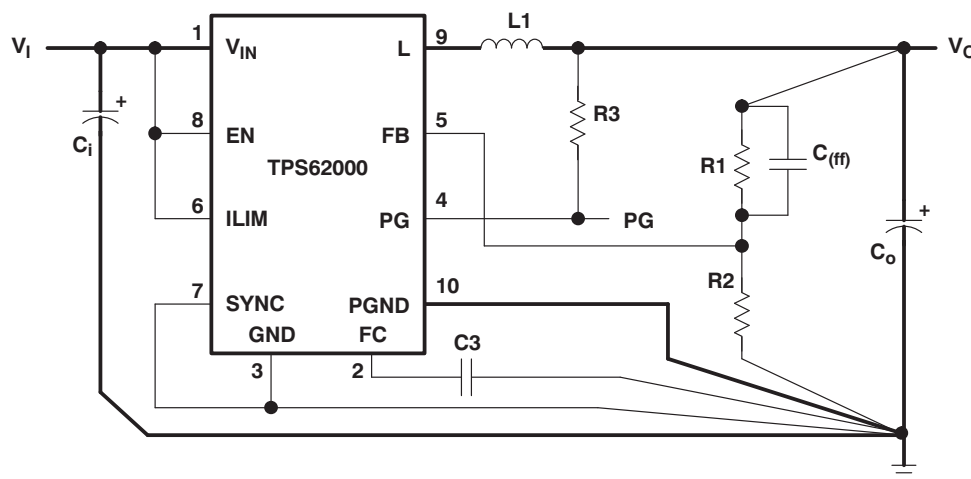 L1
1
V_I
V_IN
L
9
V_O
+
C_i
8
EN
FB
5
R3
R1
C_(ff)
TPS62000
6
ILIM
PG
4
PG
+
C_o
7
SYNC
PGND
10
R2
GND
FC
C3
3
2